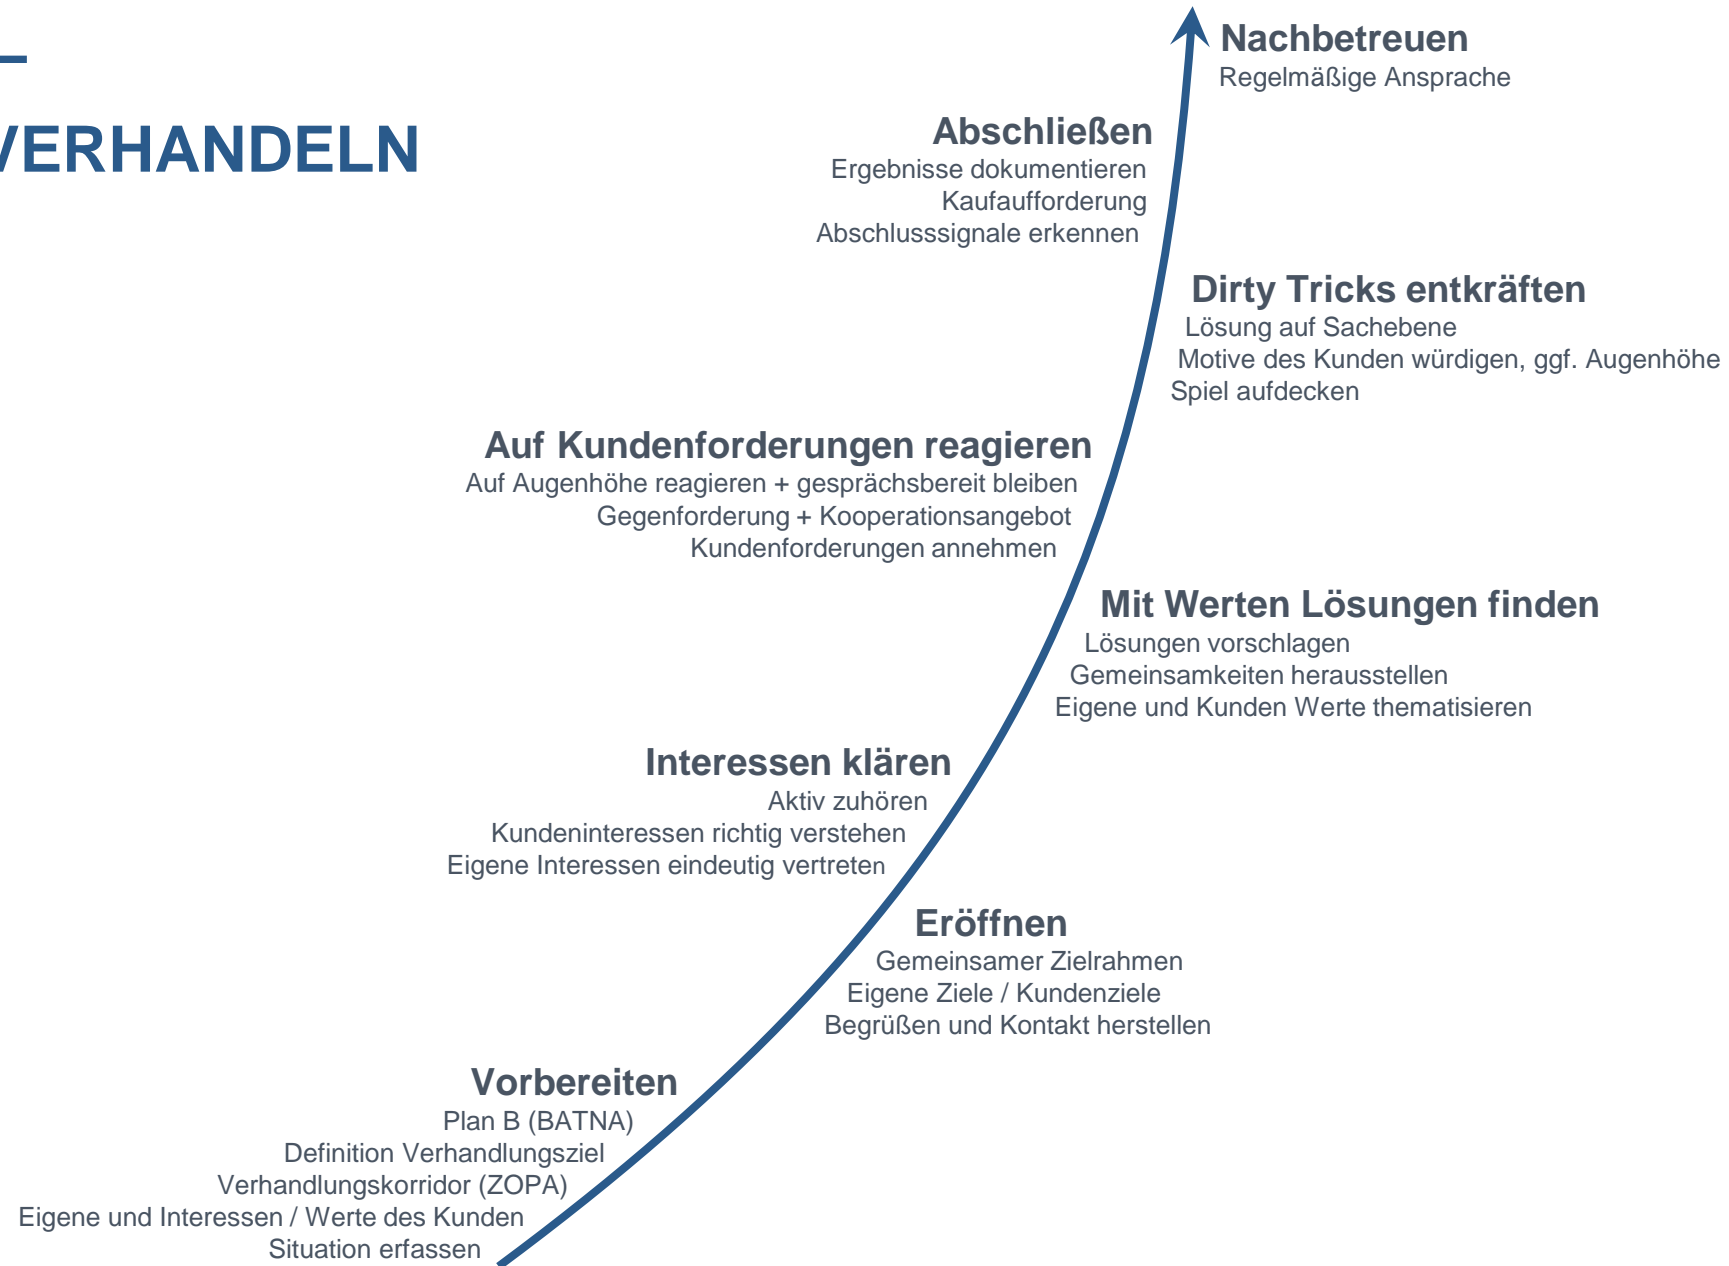 VERHANDELN
Nachbetreuen
Regelmäßige Ansprache
Abschließen
Ergebnisse dokumentieren
Kaufaufforderung
Abschlusssignale erkennen
Dirty Tricks entkräften
Lösung auf Sachebene
Motive des Kunden würdigen, ggf. Augenhöhe
Spiel aufdecken
Auf Kundenforderungen reagieren
Auf Augenhöhe reagieren + gesprächsbereit bleiben
Gegenforderung + Kooperationsangebot
Kundenforderungen annehmen
Mit Werten Lösungen finden
Lösungen vorschlagen
Gemeinsamkeiten herausstellen
Eigene und Kunden Werte thematisieren
Interessen klären
Aktiv zuhören
Kundeninteressen richtig verstehen
Eigene Interessen eindeutig vertreten
Eröffnen
Gemeinsamer Zielrahmen
Eigene Ziele / Kundenziele
Begrüßen und Kontakt herstellen
Vorbereiten
Plan B (BATNA)
Definition Verhandlungsziel
Verhandlungskorridor (ZOPA)
Eigene und Interessen / Werte des Kunden
Situation erfassen